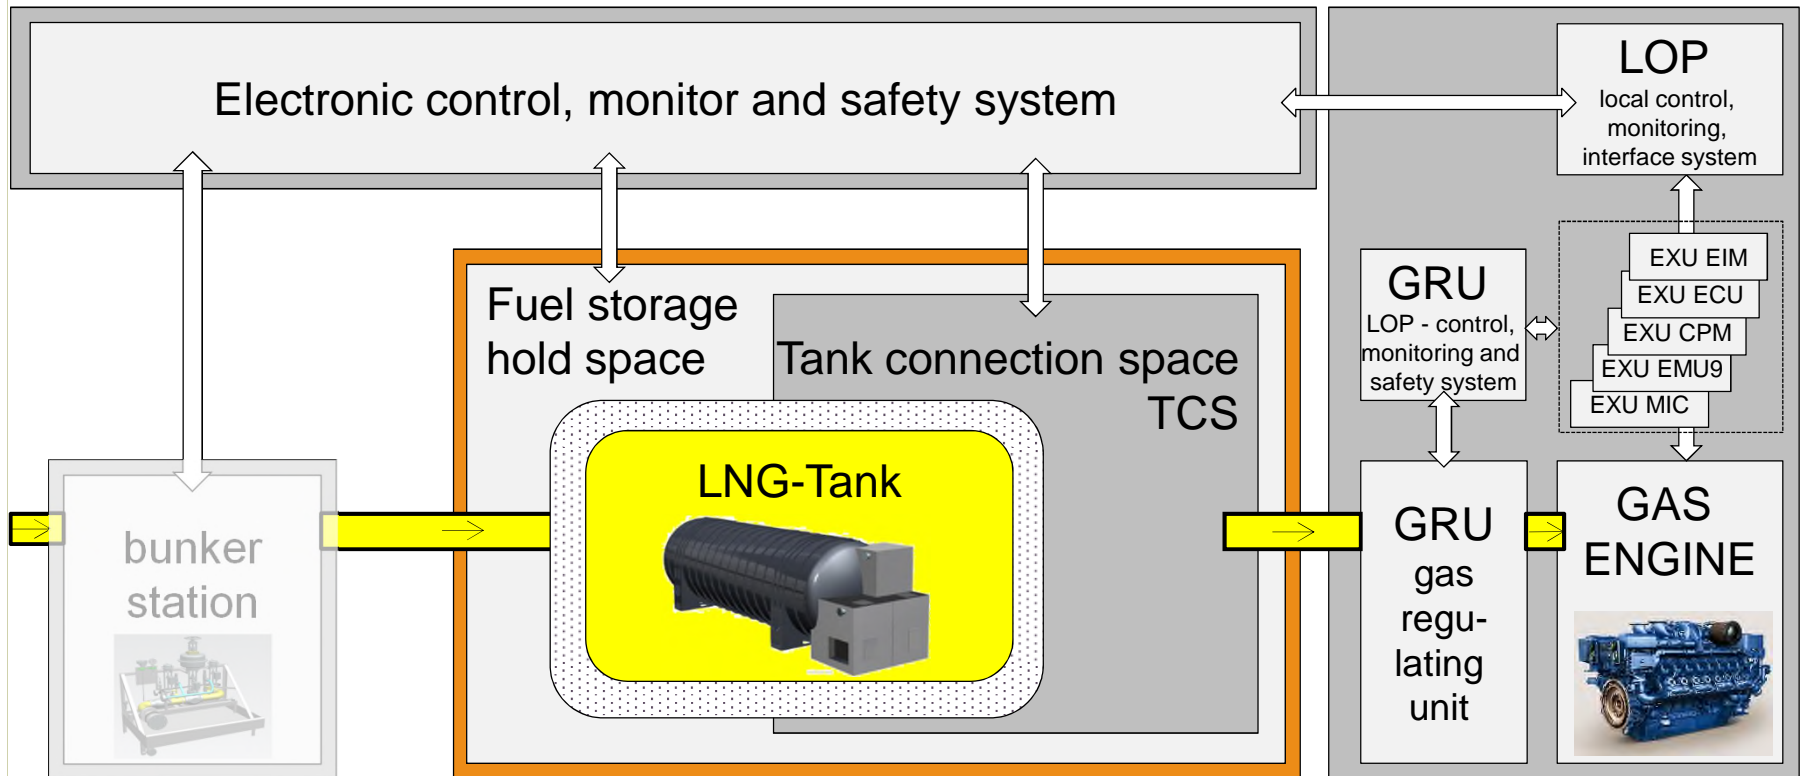 Electronic control, monitor and safety system
LOP
local control,
monitoring,
interface system
EXU EIM
EXU ECU
EXU CPM
EXU EMU9
EXU MIC
GRU
LOP - control,
monitoring and
safety system
Fuel storage
hold space
Tank connection space
TCS
LNG-Tank
bunker
station
GRU
gas
regu-
lating
unit
GAS
ENGINE